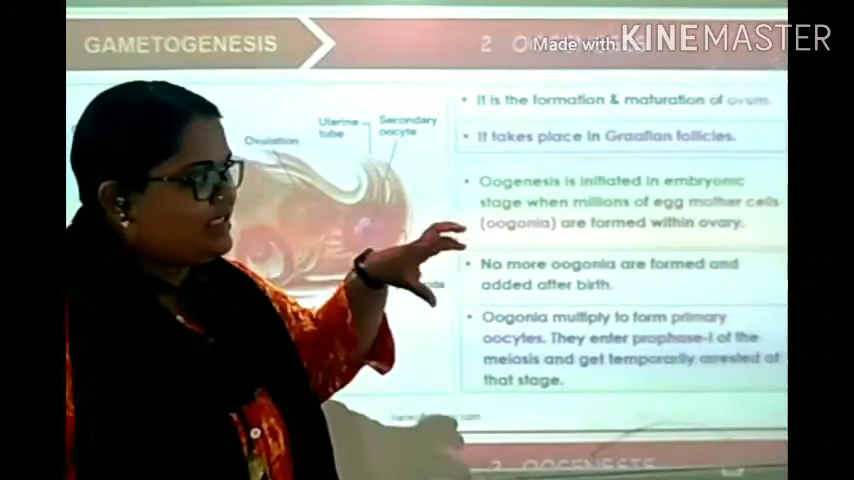 GAMETOGENESIS
2 OOGENESIS
Made with KINEMASTER
Uterine
tube
Secondary
oocyte
Ovulation
• It is the formation & maturation of ovum.
• It takes place in Graafian follicles.
• Oogenesis is initiated in embryonic
stage when millions of egg mother cells
(oogonia) are formed within ovary.
• No more oogonia are formed and
added after birth.
• Oogonia multiply to form primary
oocytes. They enter prophase-I of the
meiosis and get temporarily arrested at
that stage.
2 OOGENESIS